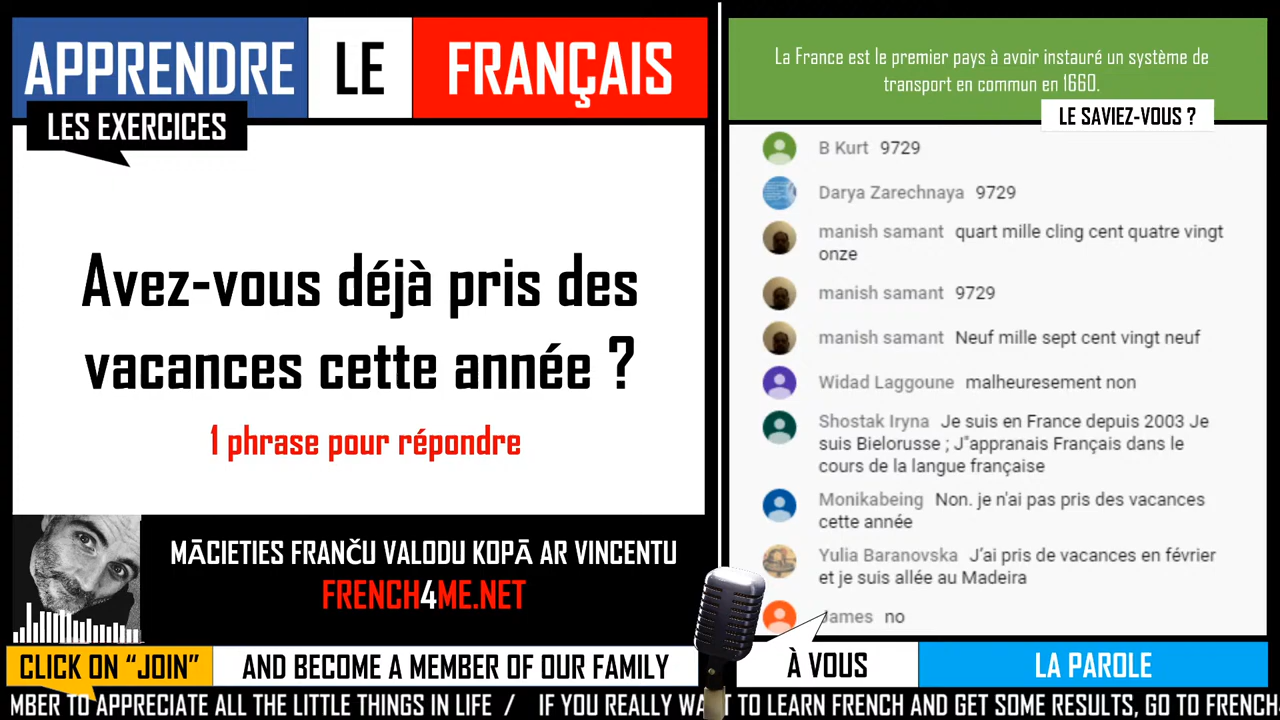 APPRENDRE LE FRANÇAIS
LES EXERCICES
Avez-vous déjà pris des
vacances cette année ?
1 phrase pour répondre
MĀCIETIES FRANČU VALODU KOPĀ AR VINCENTU
FRENCH4ME.NET
La France est le premier pays à avoir instauré un système de
transport en commun en 1660.
LE SAVIEZ-VOUS ?
B Kurt 9729
Darya Zarechnaya 9729
manish samant quart mille cling cent quatre vingt
onze
manish samant 9729
manish samant Neuf mille sept cent vingt neuf
Widad Laggoune malheuresement non
Shostak Iryna Je suis en France depuis 2003 Je
suis Bielorusse ; J"appranais Français dans le
cours de la langue française
Monikabeing Non. je n'ai pas pris des vacances
cette année
Yulia Baranovska J'ai pris de vacances en février
et je suis allée au Madeira
James no
CLICK ON “JOIN” AND BECOME A MEMBER OF OUR FAMILY
À VOUS LA PAROLE
MBER TO APPRECIATE ALL THE LITTLE THINGS IN LIFE / IF YOU REALLY WA T TO LEARN FRENCH AND GET SOME RESULTS, GO TO FRENCH